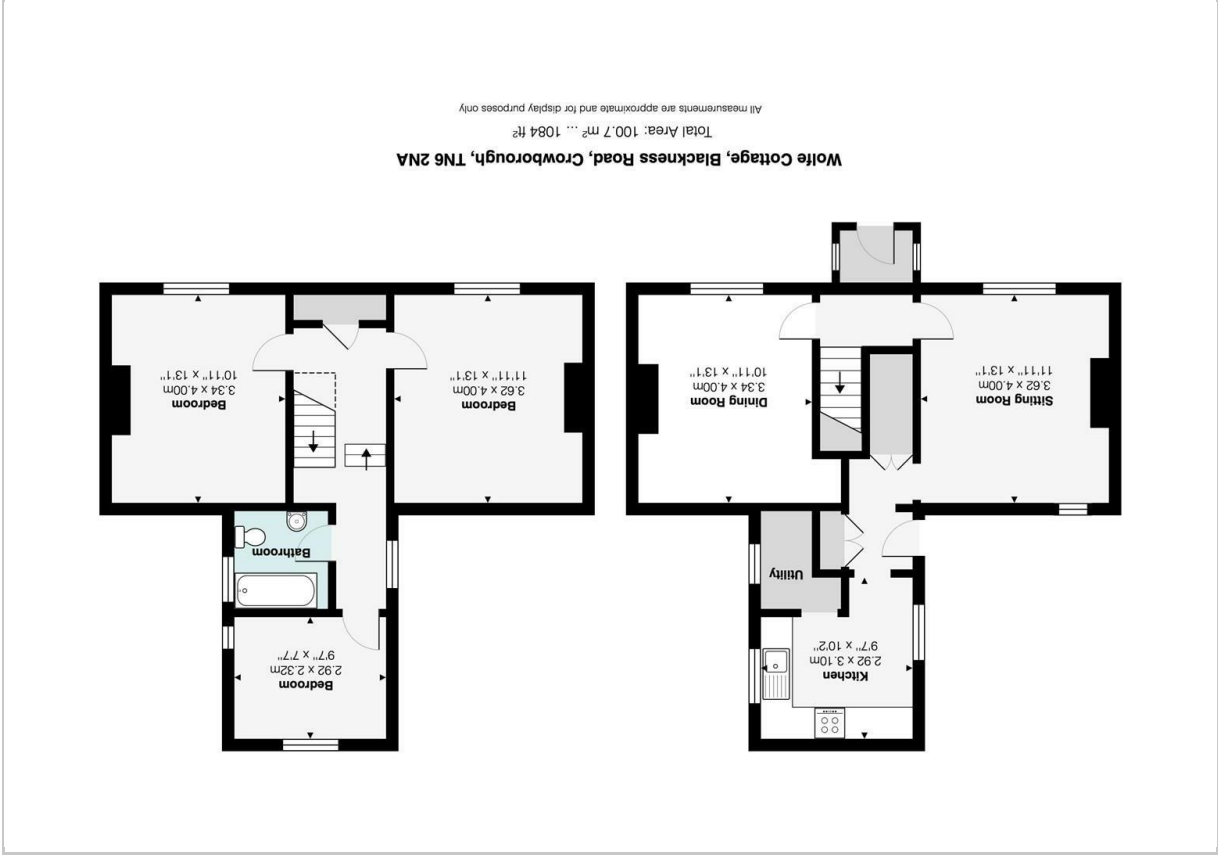 Kitchen
2.92 x 3.10m
9'7'' x 10'2''
Utility
Sitting Room
3.62 x 4.00m
11'11'' x 13'1''
Dining Room
3.34 x 4.00m
10'11'' x 13'1''
Bedroom
2.92 x 2.32m
9'7'' x 7'7''
Bathroom
Bedroom
3.62 x 4.00m
11'11'' x 13'1''
Bedroom
3.34 x 4.00m
10'11'' x 13'1''
Wolfe Cottage, Blackness Road, Crowborough, TN6 2NA
Total Area: 100.7 m² ... 1084 ft²
All measurements are approximate and for display purposes only